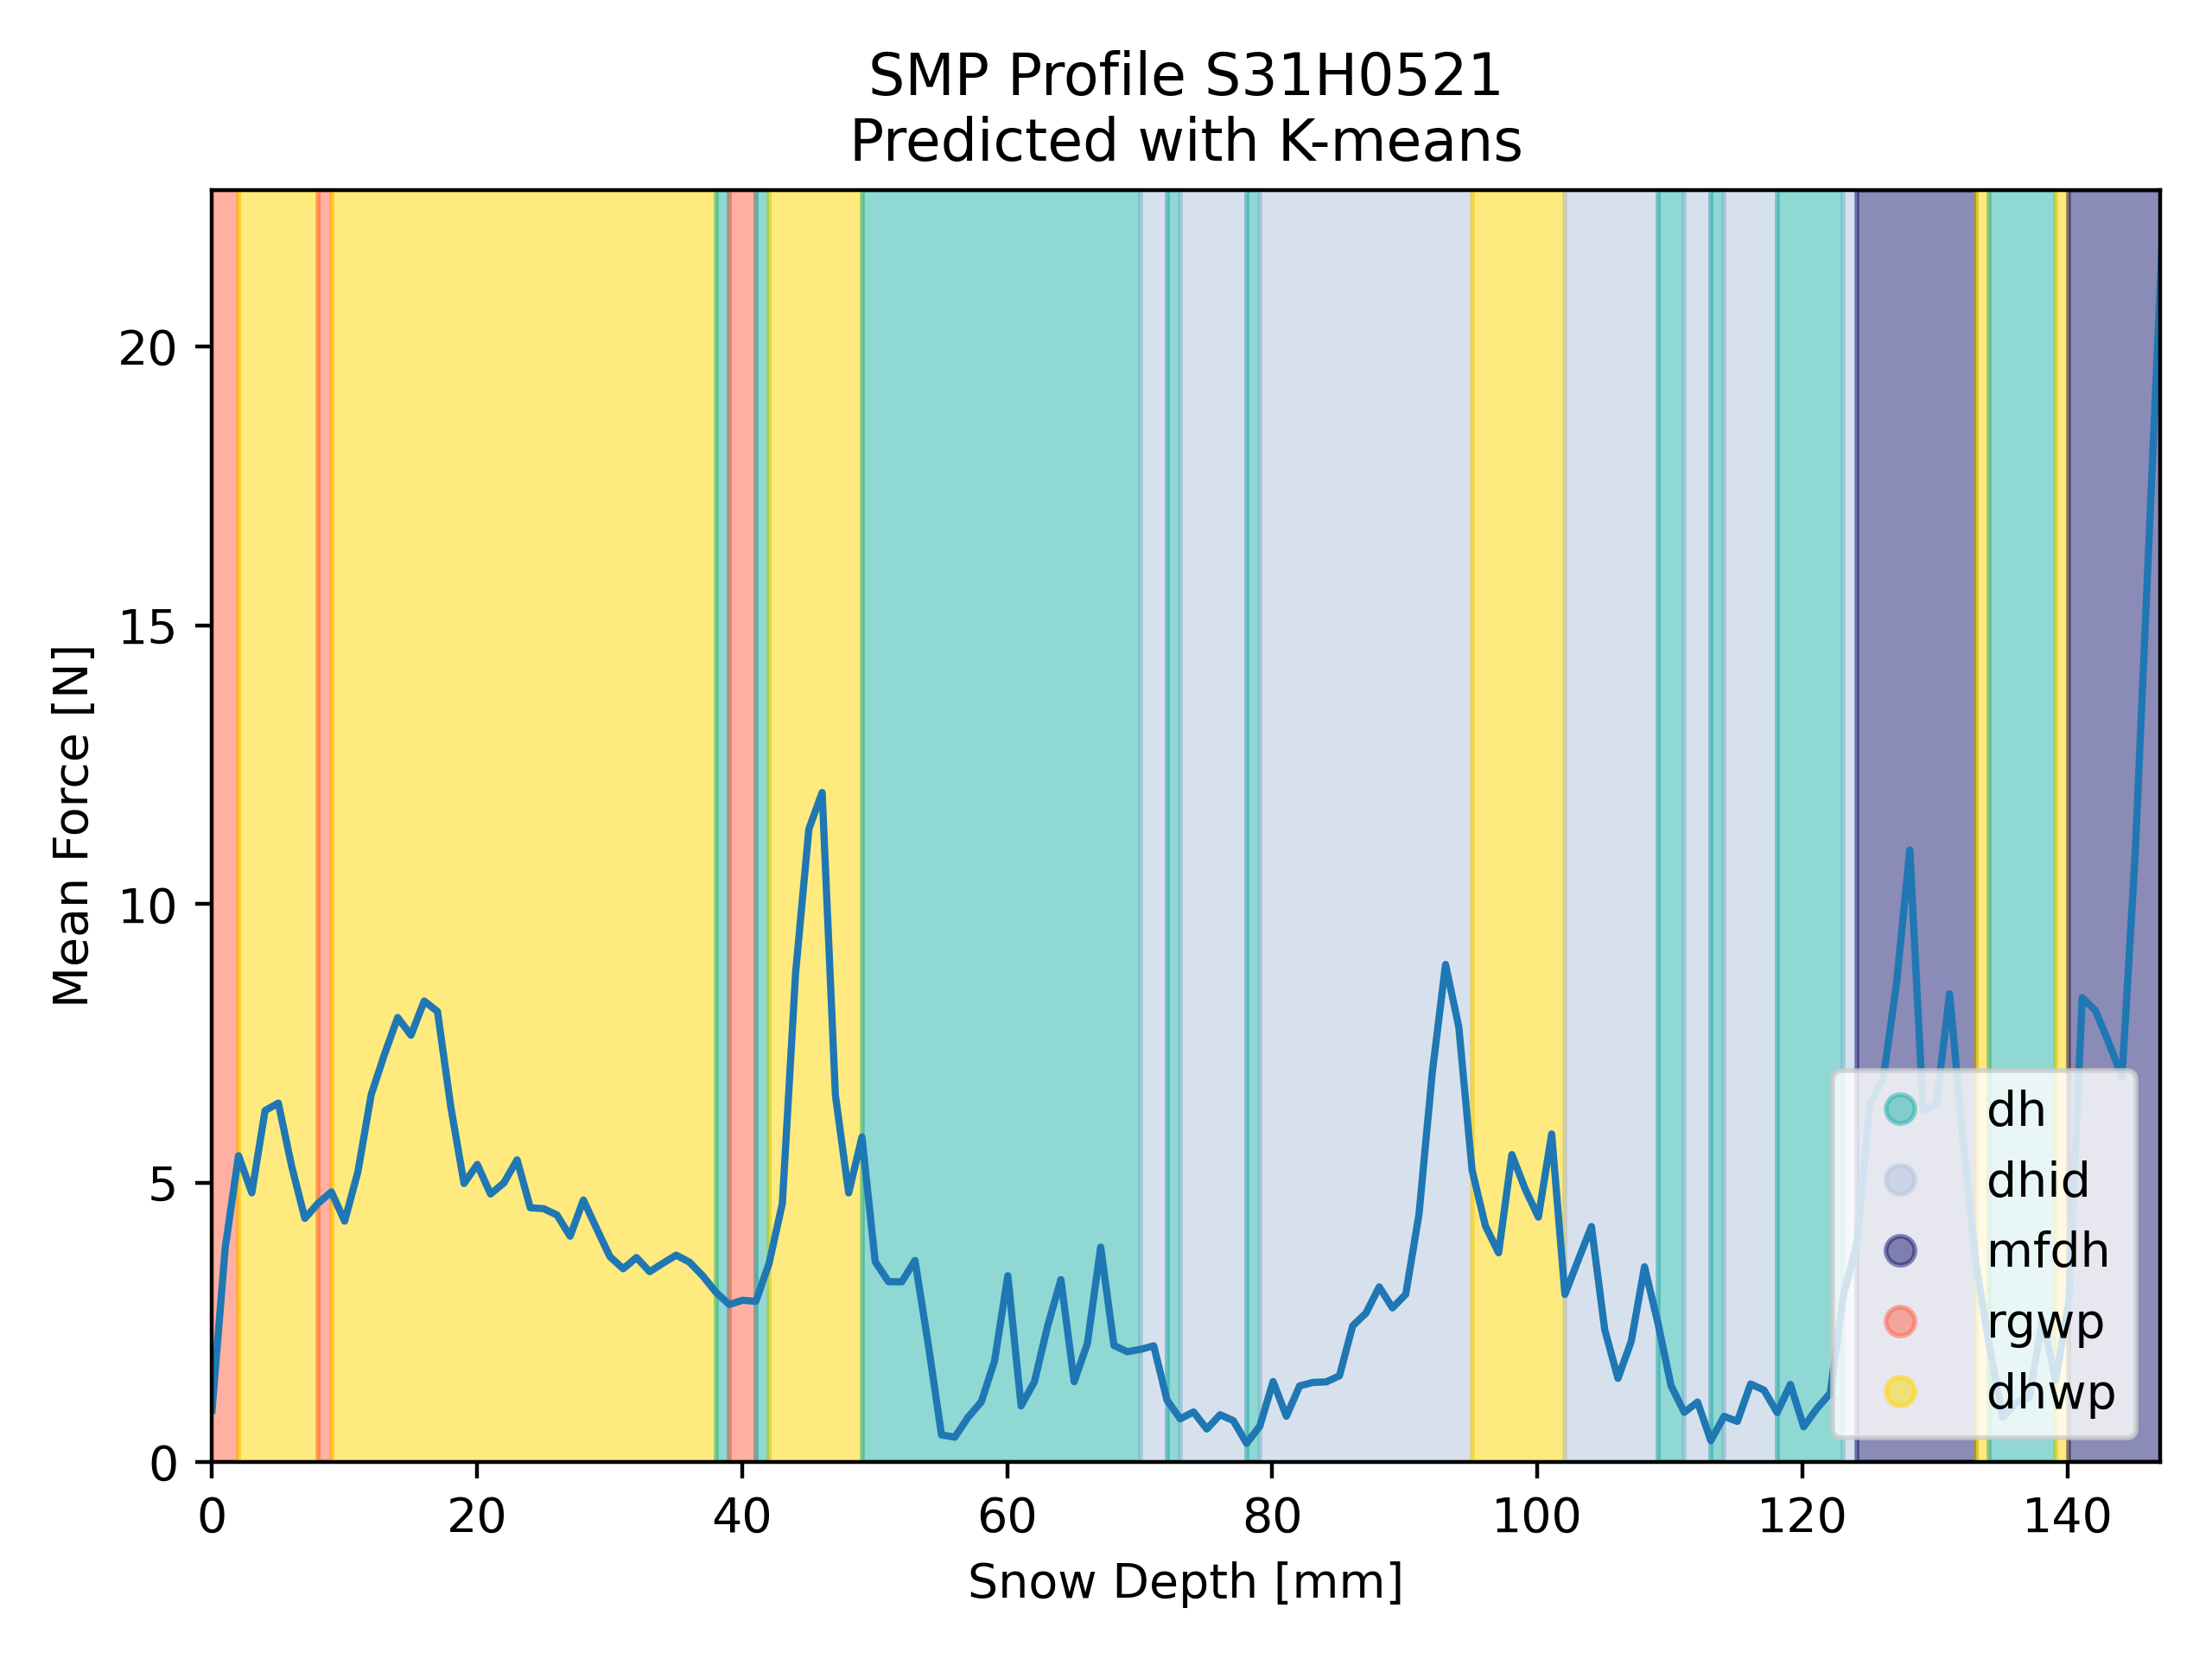 SMP Profile S31H0521
Predicted with K-means
Mean Force [N]
20
15
10
5
0
dh
dhid
mfdh
rgwp
dhwp
0 20 40 60 80 100 120 140
Snow Depth [mm]